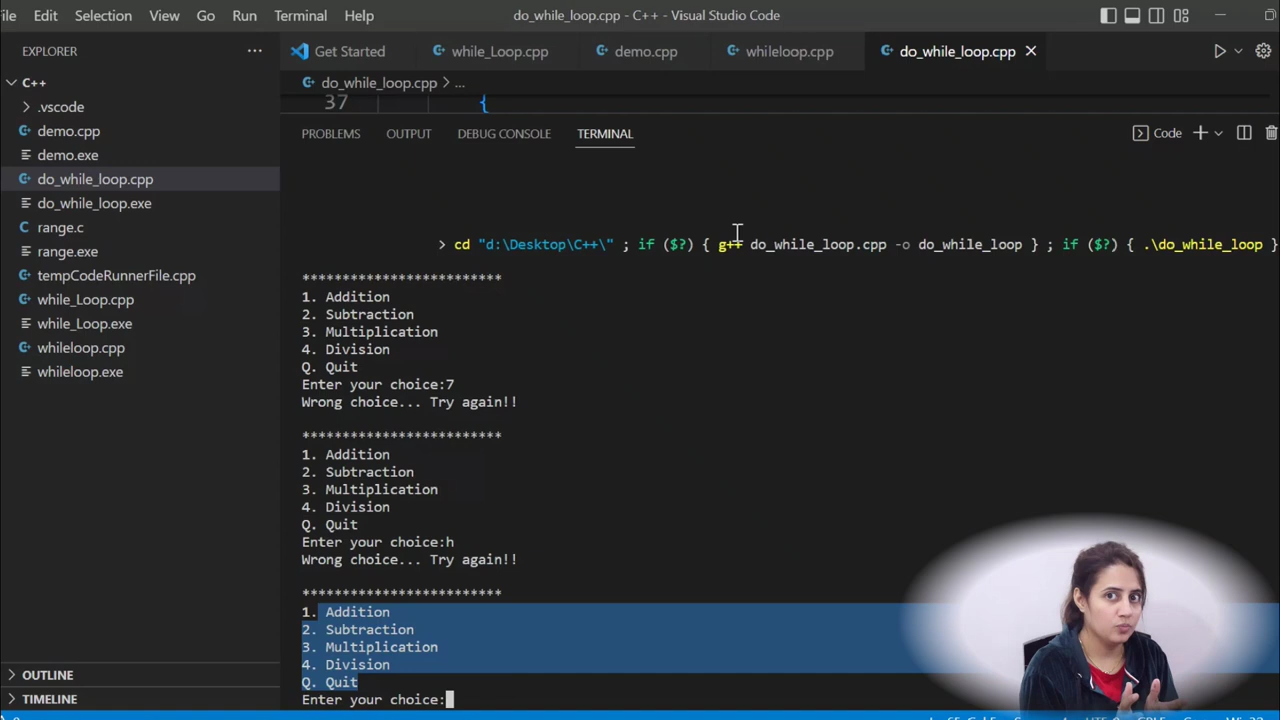 ile Edit Selection View Go Run Terminal Help do_while_loop.cpp - C++ - Visual Studio Code
EXPLORER
Get Started while_Loop.cpp demo.cpp whileloop.cpp do_while_loop.cpp
C++
.vscode
demo.cpp
demo.exe
do_while_loop.cpp
do_while_loop.exe
range.c
range.exe
tempCodeRunnerFile.cpp
while_Loop.cpp
while_Loop.exe
whileloop.cpp
whileloop.exe
OUTLINE
TIMELINE
do_while_loop.cpp ...
37 {
PROBLEMS OUTPUT DEBUG CONSOLE TERMINAL Code
> cd "d:\Desktop\C++\" ; if ($?) { g++ do_while_loop.cpp -o do_while_loop } ; if ($?) { .\do_while_loop }
*************************
1. Addition
2. Subtraction
3. Multiplication
4. Division
Q. Quit
Enter your choice:7
Wrong choice... Try again!!
*************************
1. Addition
2. Subtraction
3. Multiplication
4. Division
Q. Quit
Enter your choice:h
Wrong choice... Try again!!
*************************
1. Addition
2. Subtraction
3. Multiplication
4. Division
Q. Quit
Enter your choice: